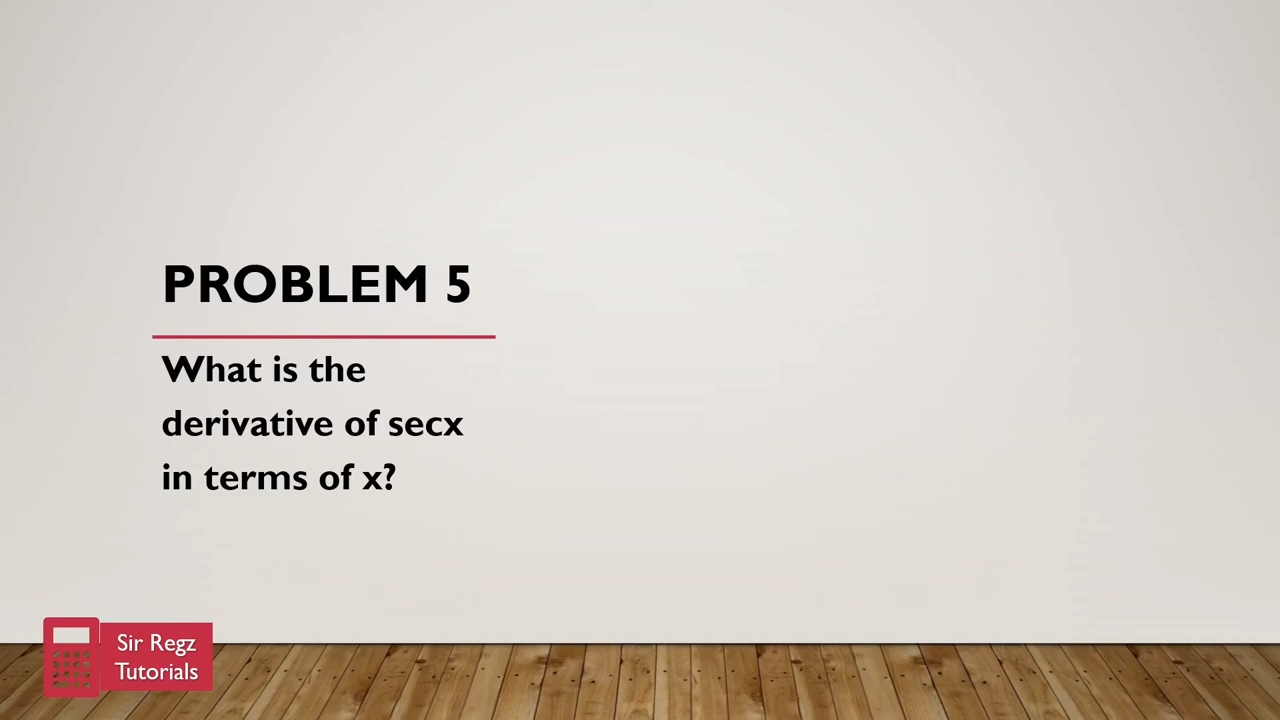 PROBLEM 5
What is the
derivative of secx
in terms of x?
Sir Regz
Tutorials